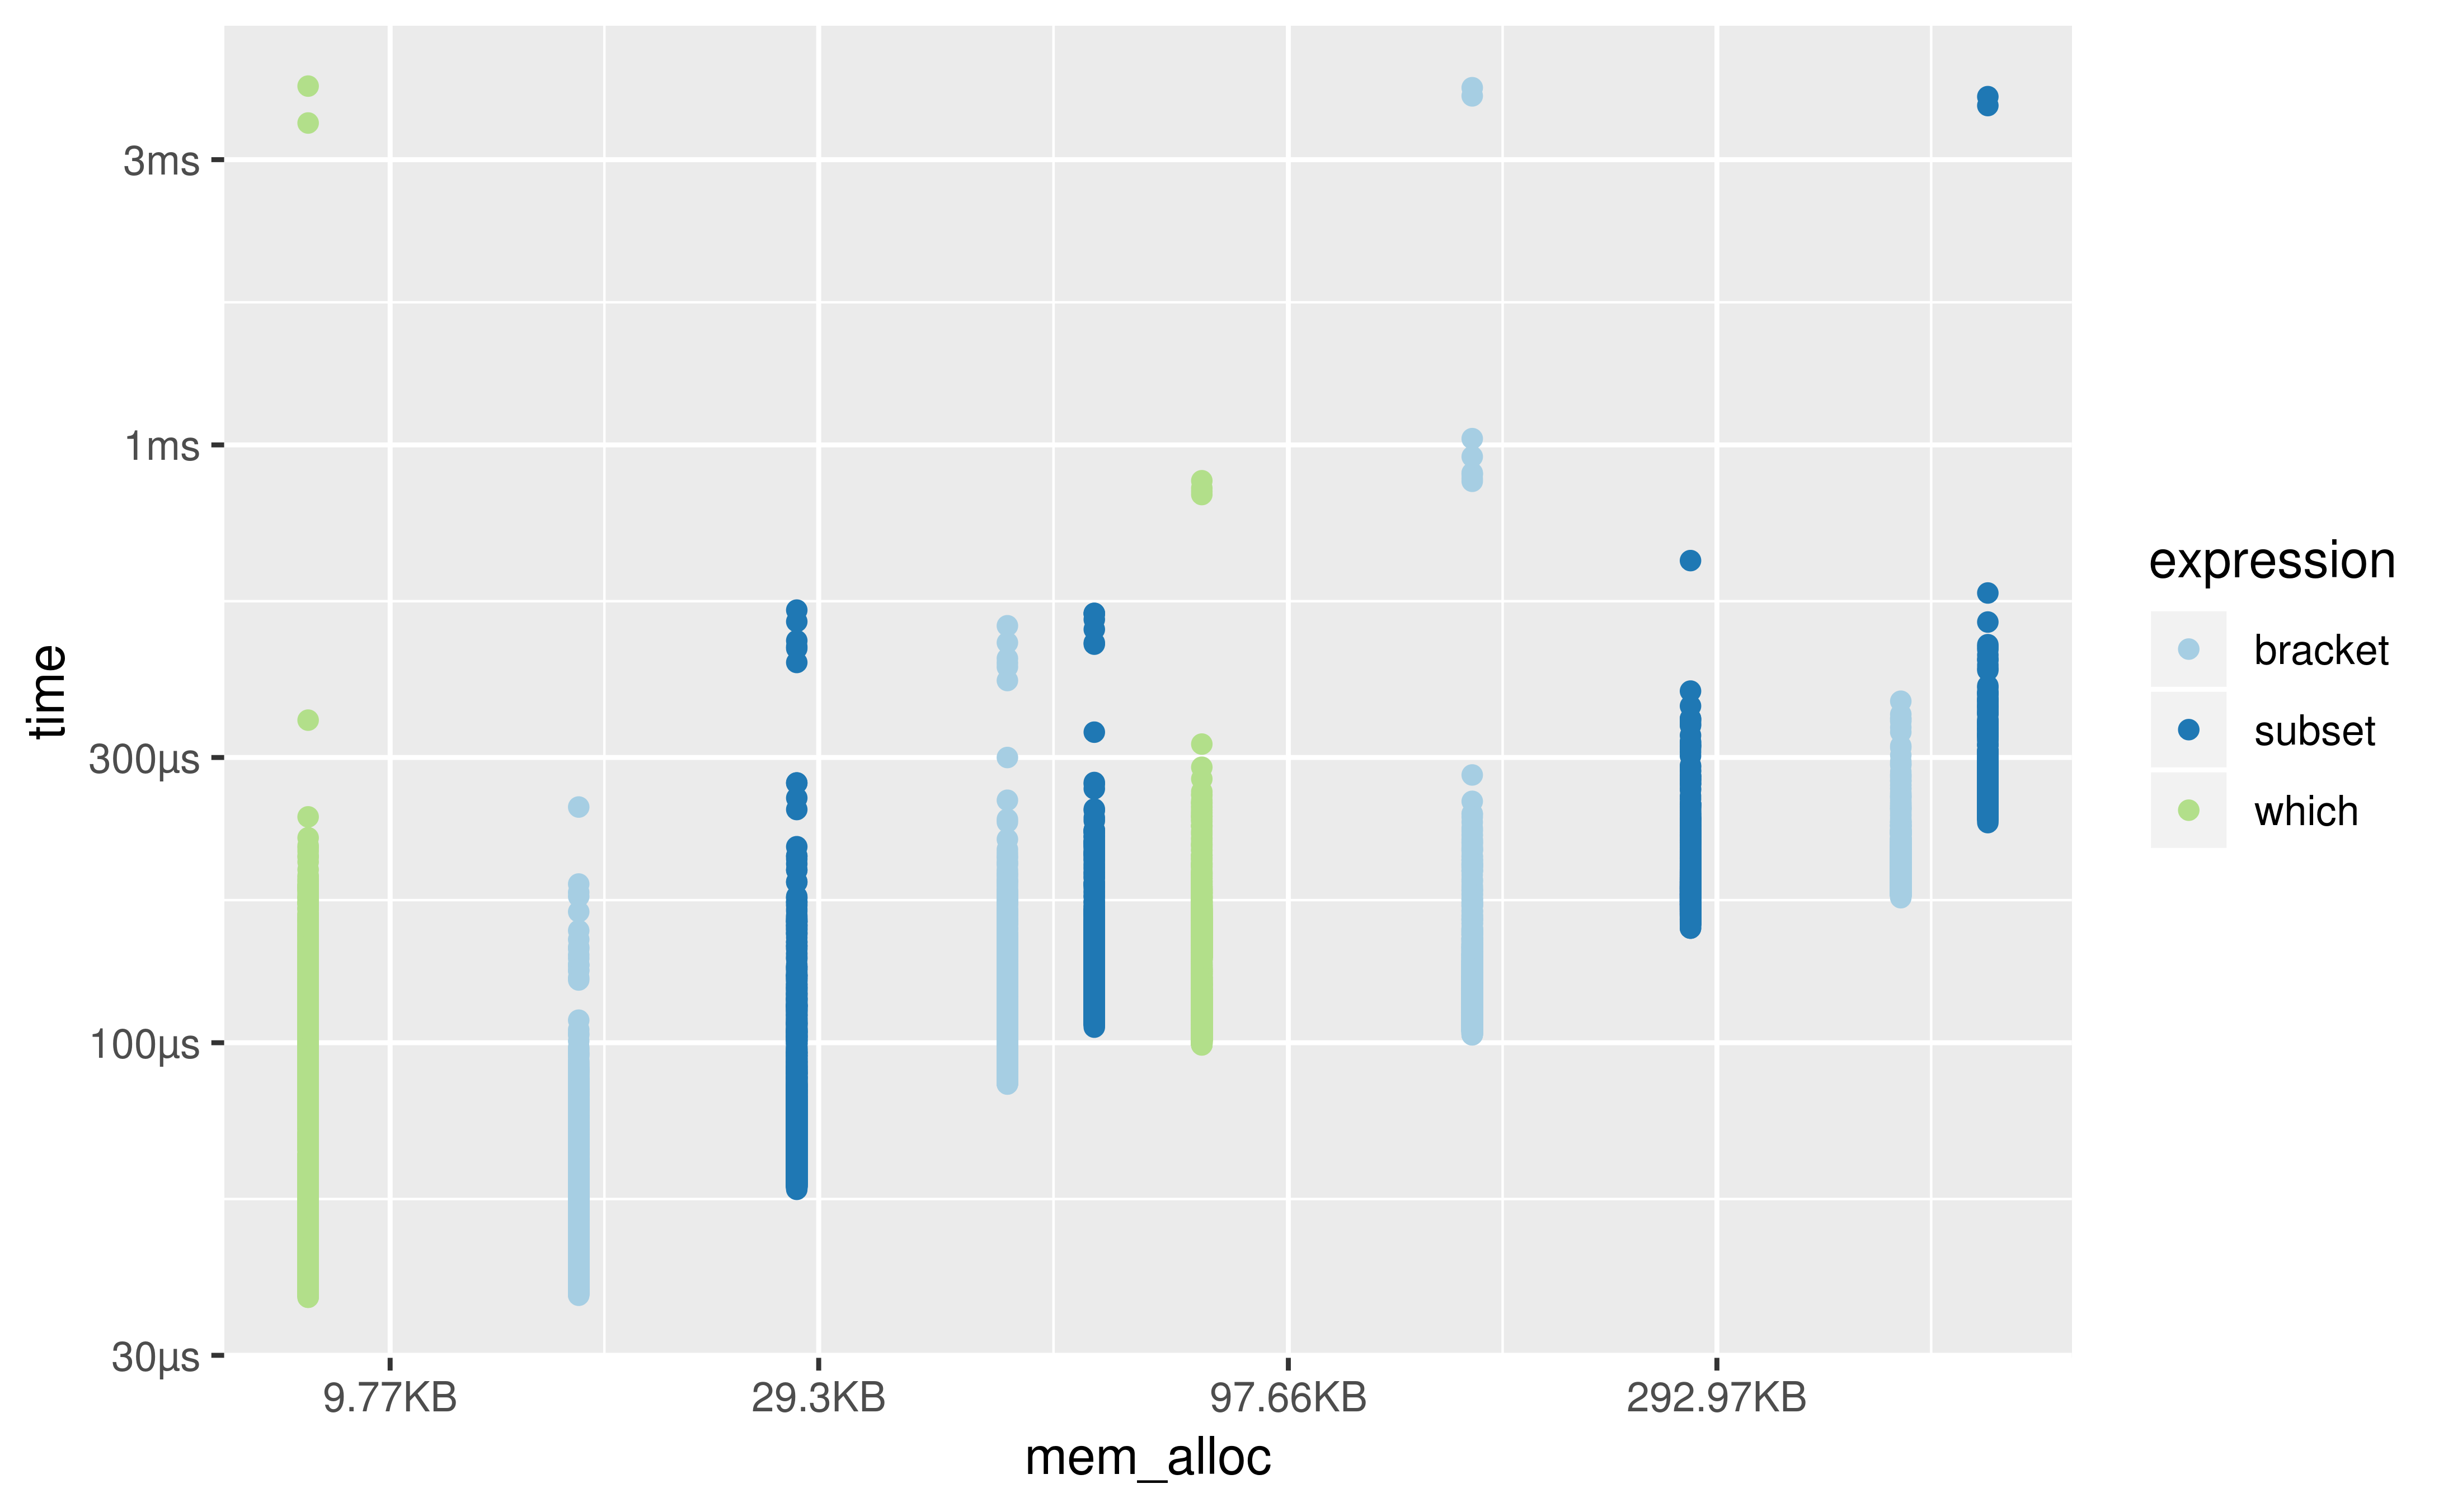 3ms
1ms
300µs
100µs
30µs
time
9.77KB 29.3KB 97.66KB 292.97KB
mem_alloc
expression
bracket
subset
which